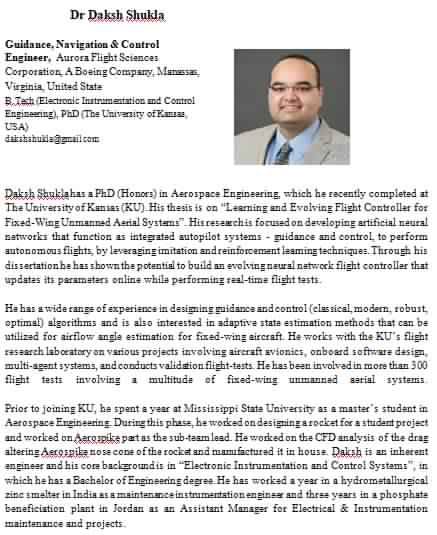 Dr Daksh Shukla
Guidance, Navigation & Control
Engineer, Aurora Flight Sciences
Corporation, A Boeing Company, Manassas,
Virginia, United State
B. Tech (Electronic Instrumentation and Control
Engineering), PhD (The University of Kansas,
USA)
dakshshukla@gmail.com
Daksh Shukla has a PhD (Honors) in Aerospace Engineering, which he recently completed at
The University of Kansas (KU). His thesis is on "Learning and Evolving Flight Controller for
Fixed-Wing Unmanned Aerial Systems". His research is focused on developing artificial neural
networks that function as integrated autopilot systems - guidance and control, to perform
autonomous flights, by leveraging imitation and reinforcement learning techniques. Through his
dissertation he has shown the potential to build an evolving neural network flight controller that
updates its parameters online while performing real-time flight tests.
He has a wide range of experience in designing guidance and control (classical, modern, robust,
optimal) algorithms and is also interested in adaptive state estimation methods that can be
utilized for airflow angle estimation for fixed-wing aircraft. He works with the KU's flight
research laboratory on various projects involving aircraft avionics, onboard software design,
multi-agent systems, and conducts validation flight-tests. He has been involved in more than 300
flight tests involving a multitude of fixed-wing unmanned aerial systems.
Prior to joining KU, he spent a year at Mississippi State University as a master's student in
Aerospace Engineering. During this phase, he worked on designing a rocket for a student project
and worked on Aerospike part as the sub-team lead. He worked on the CFD analysis of the drag
altering Aerospike nose cone of the rocket and manufactured it in house. Daksh is an inherent
engineer and his core background is in "Electronic Instrumentation and Control Systems", in
which he has a Bachelor of Engineering degree. He has worked a year in a hydrometallurgical
zinc smelter in India as a maintenance instrumentation engineer and three years in a phosphate
beneficiation plant in Jordan as an Assistant Manager for Electrical & Instrumentation
maintenance and projects.